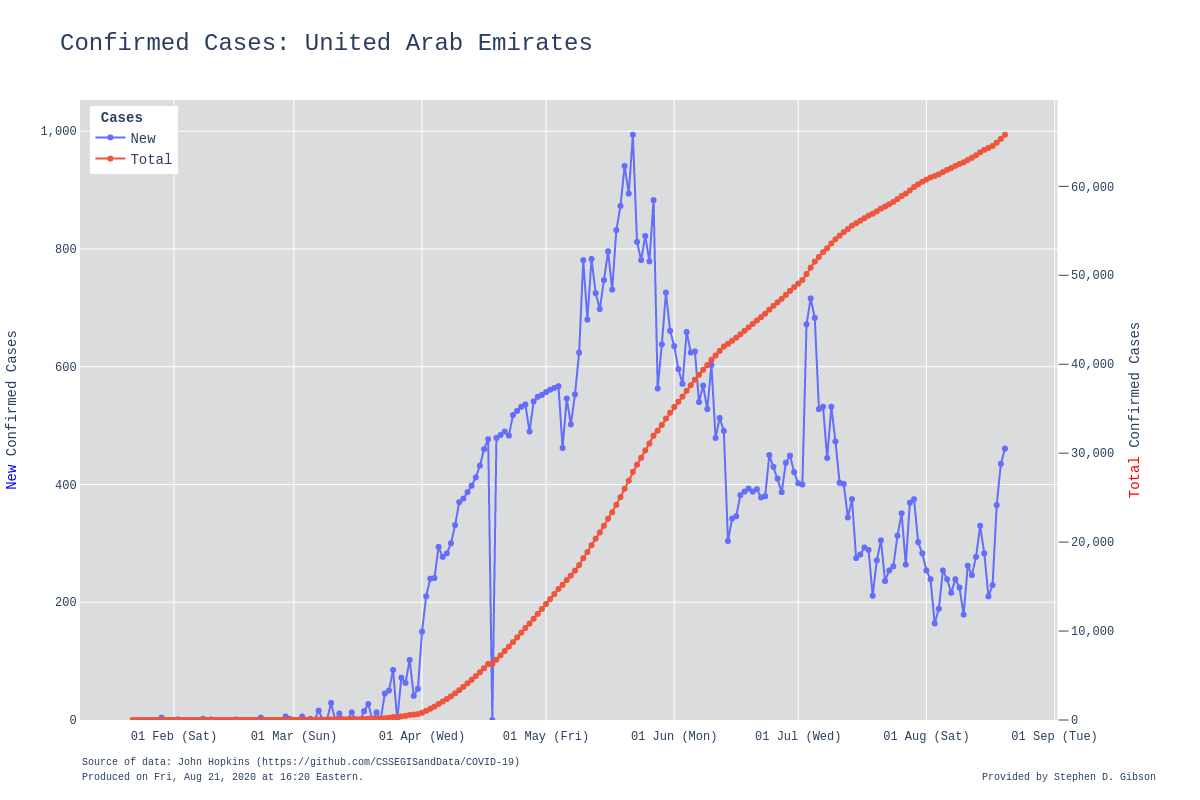 Confirmed Cases: United Arab Emirates
Cases
New
Total
1,000
800
600
400
200
0
New Confirmed Cases
60,000
50,000
40,000
30,000
20,000
10,000
0
Total Confirmed Cases
01 Feb (Sat)
01 Mar (Sun)
01 Apr (Wed)
01 May (Fri)
01 Jun (Mon)
01 Jul (Wed)
01 Aug (Sat)
01 Sep (Tue)
Source of data: John Hopkins (https://github.com/CSSEGISandData/COVID-19)
Produced on Fri, Aug 21, 2020 at 16:20 Eastern.
Provided by Stephen D. Gibson